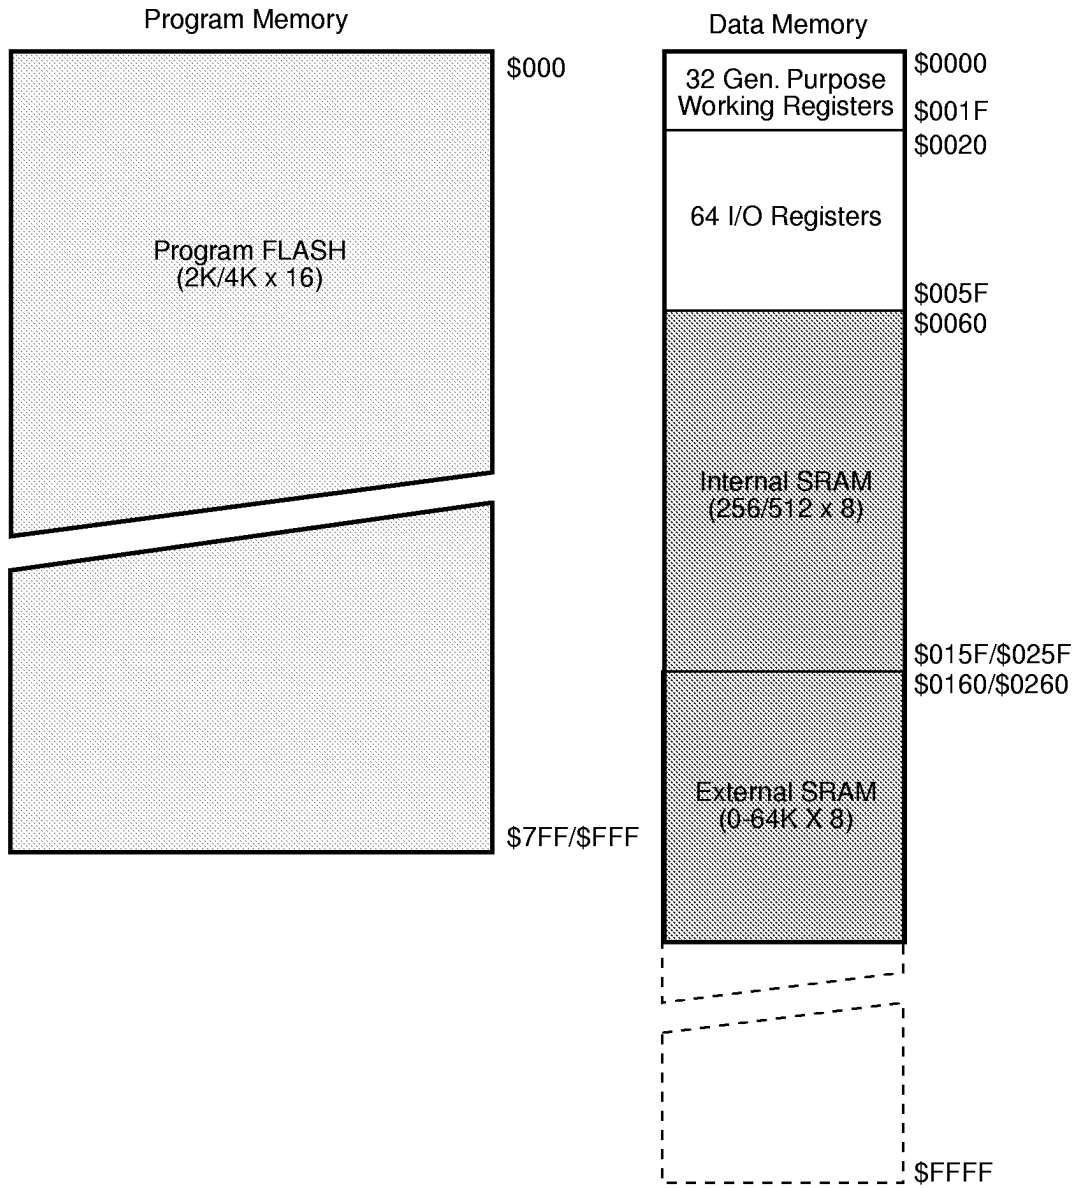 Program Memory
$000
Program FLASH
(2K/4K x 16)
$7FF/$FFF
Data Memory
32 Gen. Purpose
Working Registers
$0000
$001F
$0020
64 I/O Registers
$005F
$0060
Internal SRAM
(256/512 x 8)
$015F/$025F
$0160/$0260
External SRAM
(0-64K X 8)
$FFFF